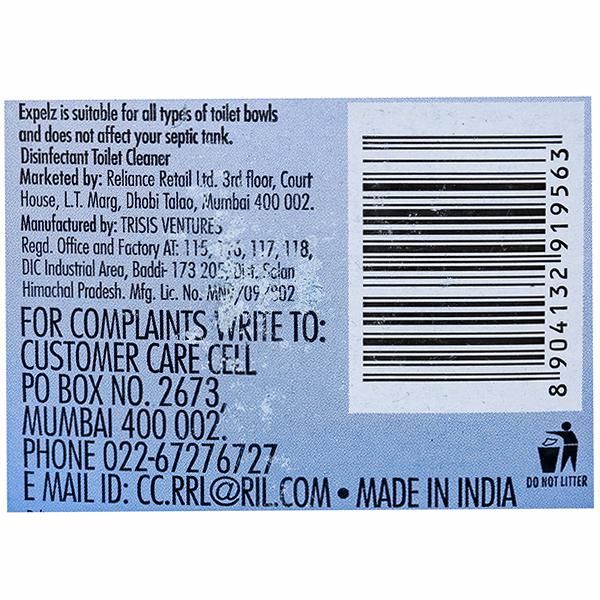 Expelz is suitable for all types of toilet bowls
and does not affect your septic tank.
Disinfectant Toilet Cleaner
Marketed by: Reliance Retail Ltd. 3rd floor, Court
House, L.T. Marg, Dhobi Talao, Mumbai 400 002.
Manufactured by: TRISIS VENTURES
Regd. Office and Factory AT: 115, 116, 117, 118,
DIC Industrial Area, Baddi- 173 205, Dist. Solan
Himachal Pradesh. Mfg. Lic. No.
FOR COMPLAINTS WRITE TO:
CUSTOMER CARE CELL
PO BOX NO. 2673,
MUMBAI 400 002.
PHONE 022-67276727
E MAIL ID: CC.RRL@RIL.COM • MADE IN INDIA
8 904132 919563
DO NOT LITTER